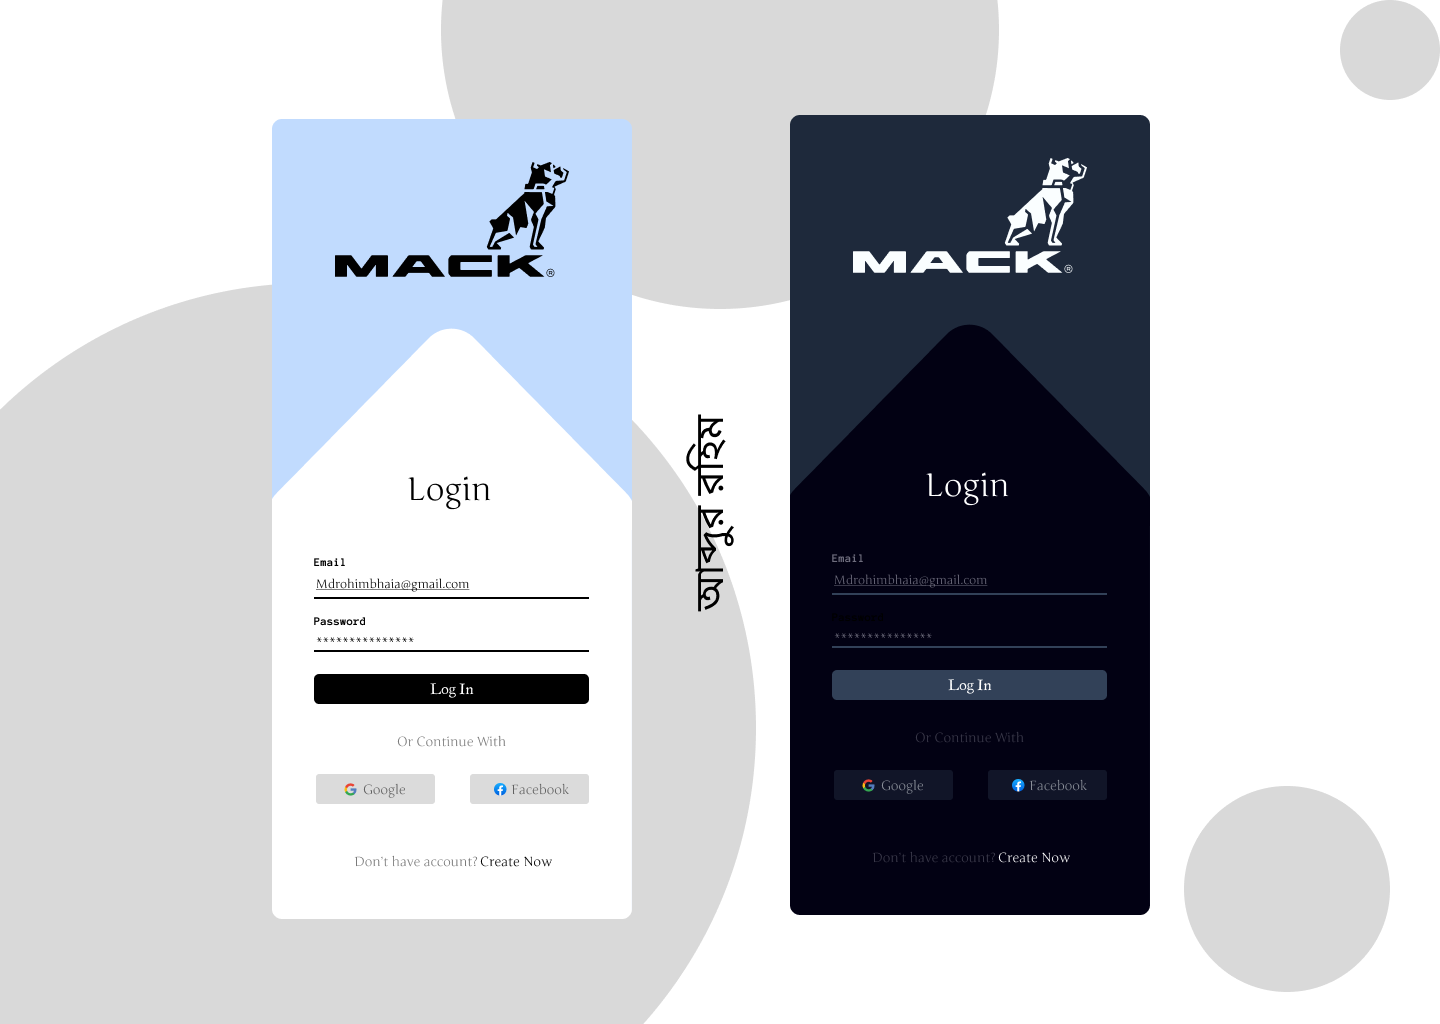 MACK®
Login
Email
Mdrohimbhaia@gmail.com
Password
***************
Log In
Or Continue With
Google
Facebook
Don't have account? Create Now
আব্দুর রহিম
MACK®
Login
Email
Mdrohimbhaia@gmail.com
Password
***************
Log In
Or Continue With
Google
Facebook
Don't have account? Create Now